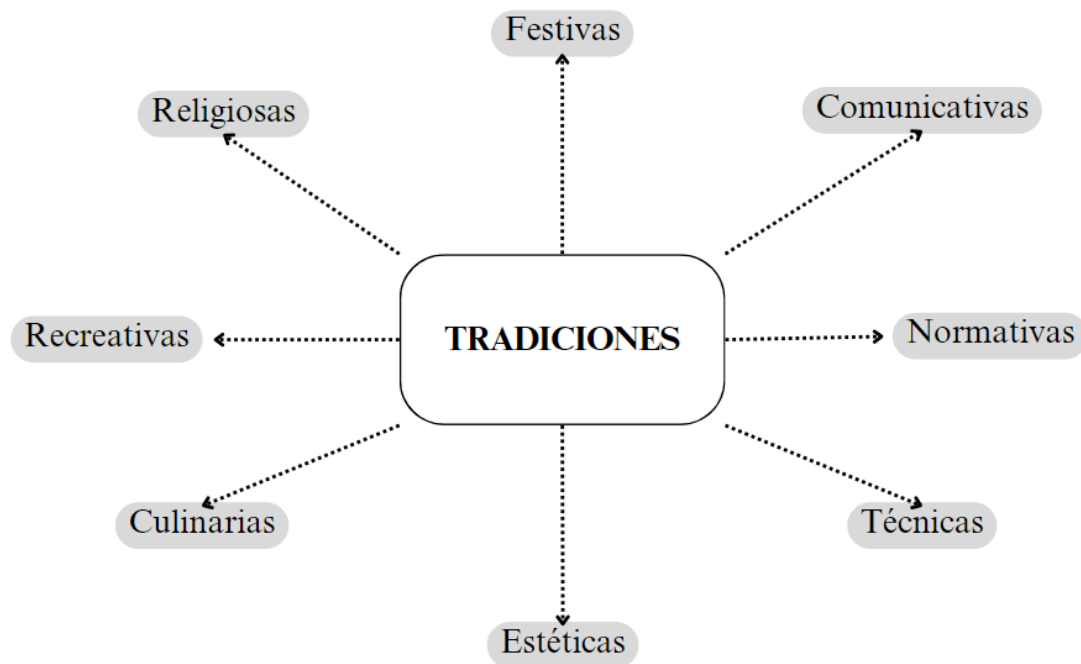 Festivas
Religiosas
Comunicativas
Recreativas
TRADICIONES
Normativas
Culinarias
Técnicas
Estéticas